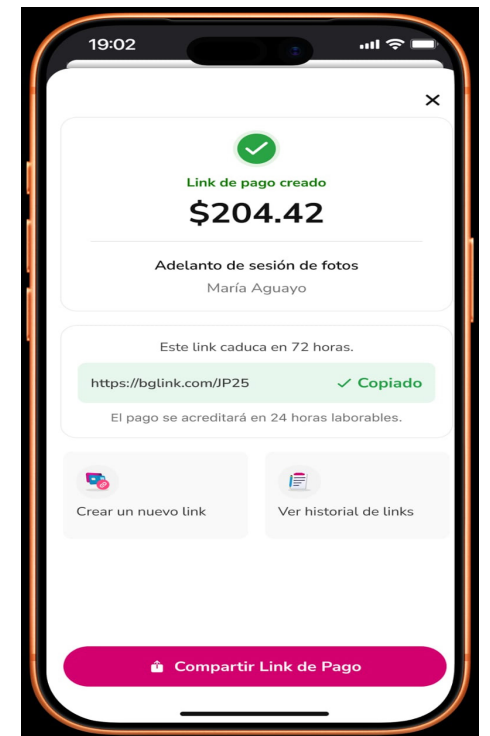 19:02
Link de pago creado
$204.42
Adelanto de sesión de fotos
María Aguayo
Este link caduca en 72 horas.
https://bglink.com/JP25 Copiado
El pago se acreditará en 24 horas laborables.
Crear un nuevo link
Ver historial de links
Compartir Link de Pago